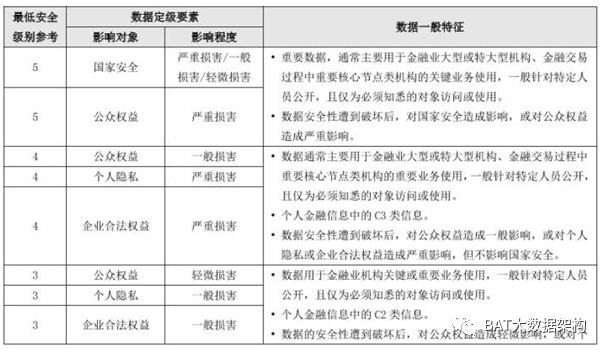 最低安全
级别参考
数据定级要素
数据一般特征
影响对象
影响程度
5
国家安全
严重损害/一般
损害/轻微损害
• 重要数据，通常主要用于金融业大型或特大型机构、金融交易
过程中重要核心节点类机构的关键业务使用，一般针对特定人
员公开，且仅为必须知悉的对象访问或使用。
• 数据安全性遭到破坏后，对国家安全造成影响，或对公众权益
造成严重影响。
5
公众权益
严重损害
4
公众权益
一般损害
• 数据通常主要用于金融业大型或特大型机构、金融交易过程中
重要核心节点类机构的重要业务使用，一般针对特定人员公开，
且仅为必须知悉的对象访问或使用。
• 个人金融信息中的 C3 类信息。
• 数据安全性遭到破坏后，对公众权益造成一般影响，或对个人
隐私或企业合法权益造成严重影响，但不影响国家安全。
4
个人隐私
严重损害
4
企业合法权益
严重损害
3
公众权益
轻微损害
• 数据用于金融业机构关键或重要业务使用，一般针对特定人员
公开，且仅为必须知悉的对象访问或使用。
• 个人金融信息中的 C2 类信息。
• 数据的安全性遭到破坏后，对公众权益造成轻微影响，或对个
3
个人隐私
一般损害
3
企业合法权益
一般损害
BAT大数据架构